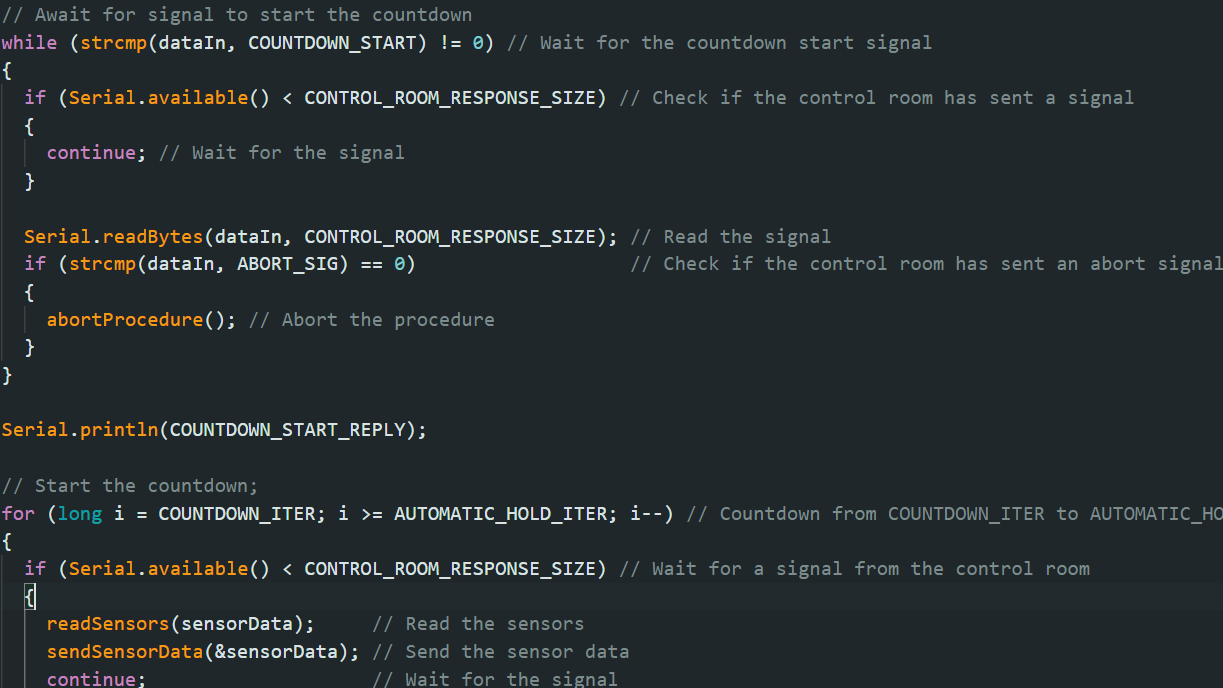 // Await for signal to start the countdown
while (strcmp(dataIn, COUNTDOWN_START) != 0) // Wait for the countdown start signal
{
  if (Serial.available() < CONTROL_ROOM_RESPONSE_SIZE) // Check if the control room has sent a signal
  {
    continue; // Wait for the signal
  }

  Serial.readBytes(dataIn, CONTROL_ROOM_RESPONSE_SIZE); // Read the signal
  if (strcmp(dataIn, ABORT_SIG) == 0)                   // Check if the control room has sent an abort signal
  {
    abortProcedure(); // Abort the procedure
  }
}

Serial.println(COUNTDOWN_START_REPLY);

// Start the countdown;
for (long i = COUNTDOWN_ITER; i >= AUTOMATIC_HOLD_ITER; i--) // Countdown from COUNTDOWN_ITER to AUTOMATIC_HO
{
  if (Serial.available() < CONTROL_ROOM_RESPONSE_SIZE) // Wait for a signal from the control room
  {
    readSensors(sensorData);     // Read the sensors
    sendSensorData(&sensorData); // Send the sensor data
    continue;                    // Wait for the signal